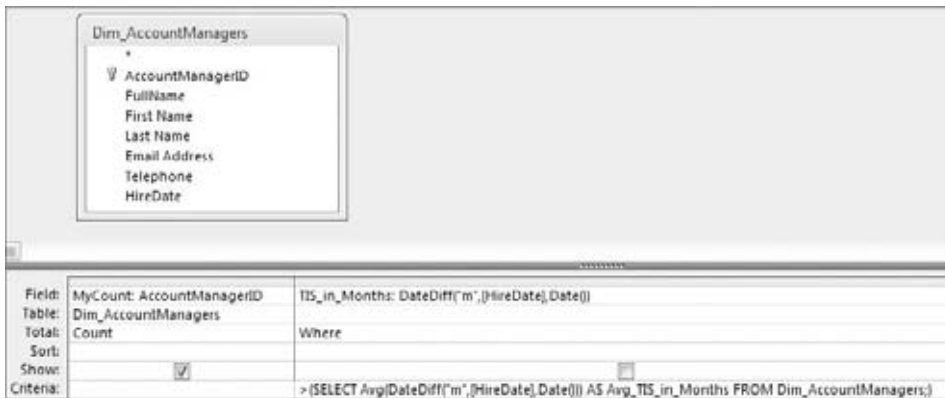 Dim_AccountManagers
*
AccountManagerID
FullName
First Name
Last Name
Email Address
Telephone
HireDate
Field: MyCount: AccountManagerID TIS_in_Months: DateDiff("m",[HireDate],Date())
Table: Dim_AccountManagers
Total: Count Where
Sort:
Show:
Criteria: >(SELECT Avg(DateDiff("m",[HireDate],Date())) AS Avg_TIS_in_Months FROM Dim_AccountManagers;)